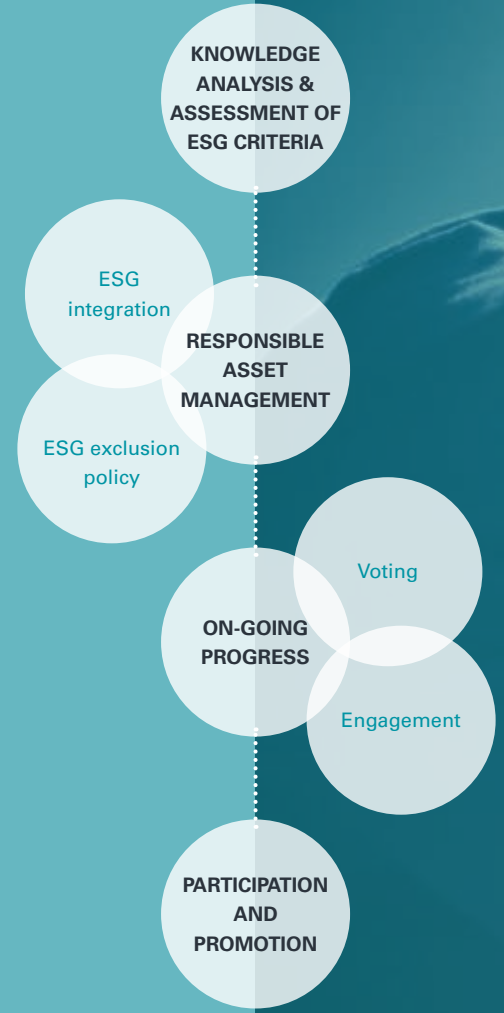 KNOWLEDGE
ANALYSIS &
ASSESSMENT OF
ESG CRITERIA
ESG
integration
RESPONSIBLE
ASSET
MANAGEMENT
ESG exclusion
policy
Voting
ON-GOING
PROGRESS
Engagement
PARTICIPATION
AND
PROMOTION